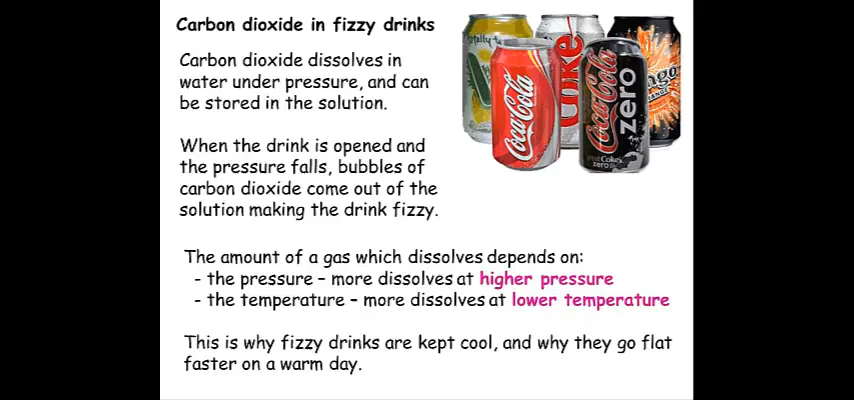 Carbon dioxide in fizzy drinks
Carbon dioxide dissolves in
water under pressure, and can
be stored in the solution.
When the drink is opened and
the pressure falls, bubbles of
carbon dioxide come out of the
solution making the drink fizzy.
Coca-Cola
Coke
Coca-Cola
zero
The amount of a gas which dissolves depends on:
- the pressure – more dissolves at higher pressure
- the temperature – more dissolves at lower temperature
This is why fizzy drinks are kept cool, and why they go flat
faster on a warm day.